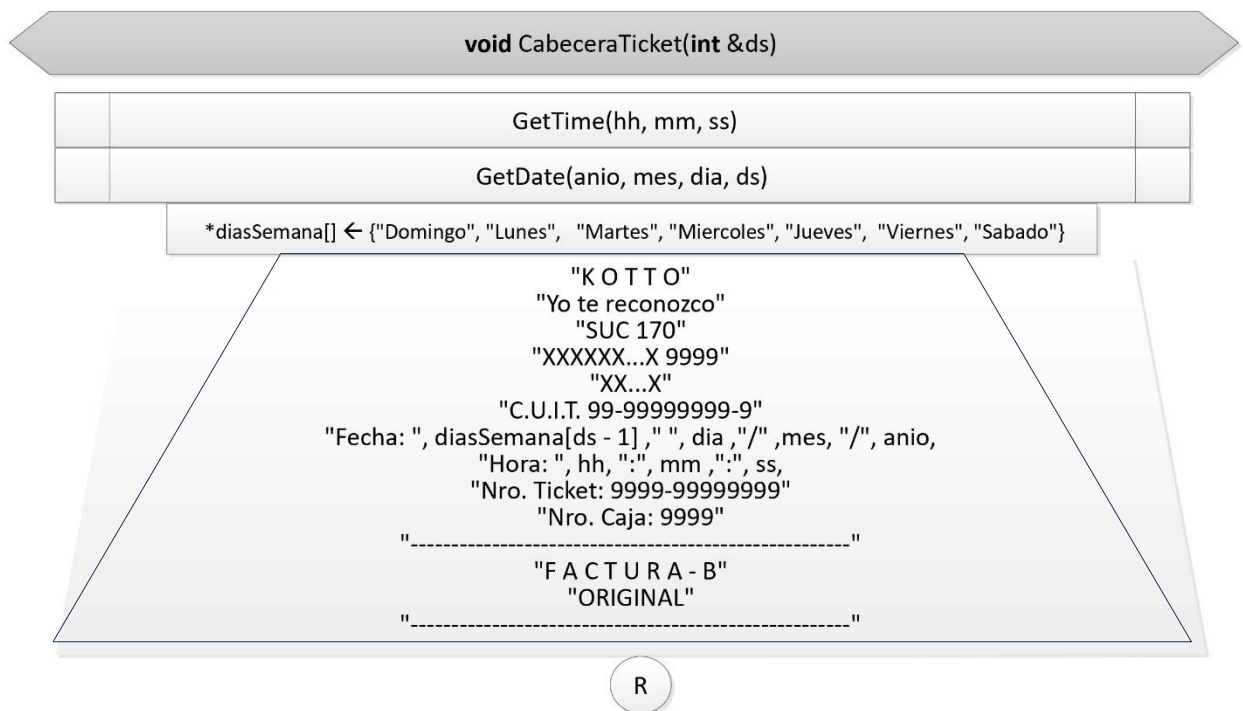 void CabeceraTicket(int &ds)
GetTime(hh, mm, ss)
GetDate(anio, mes, dia, ds)
*diasSemana[] ← {"Domingo", "Lunes", "Martes", "Miercoles", "Jueves", "Viernes", "Sabado"}
"K O T T O"
"Yo te reconozco"
"SUC 170"
"XXXXXX...X 9999"
"XX...X"
"C.U.I.T. 99-99999999-9"
"Fecha: ", diasSemana[ds - 1] ," ", dia ,"/" ,mes, "/", anio,
"Hora: ", hh, ":", mm ,":", ss,
"Nro. Ticket: 9999-99999999"
"Nro. Caja: 9999"
"------------------------------------------------------"
"F A C T U R A - B"
"ORIGINAL"
"------------------------------------------------------"
R